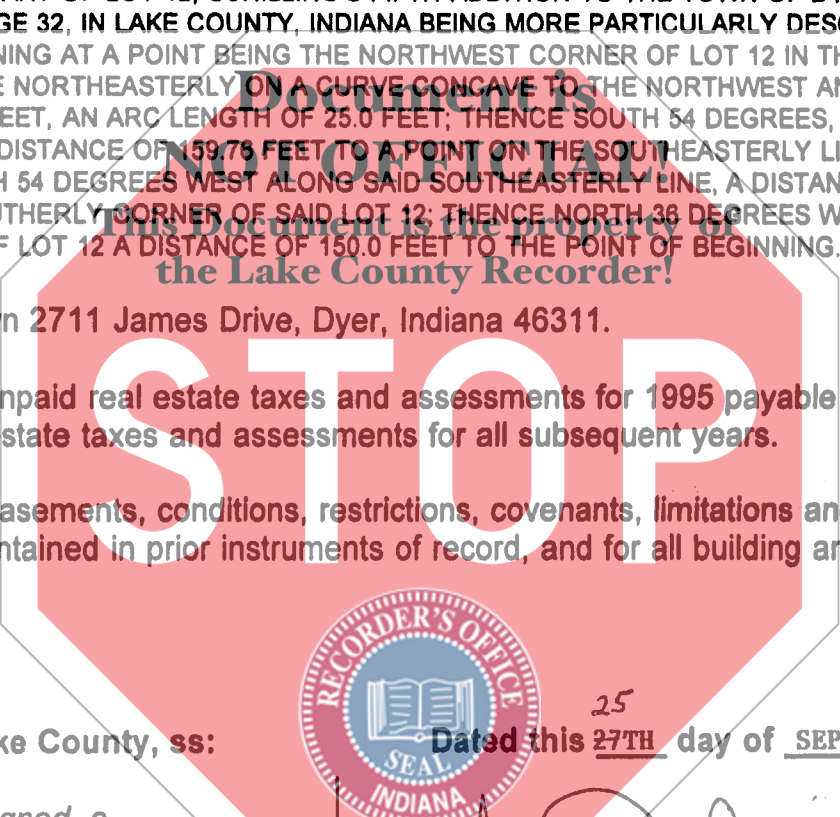 GE 32, IN LAKE COUNTY, INDIANA BEING MORE PARTICULARLY DES
NING AT A POINT BEING THE NORTHWEST CORNER OF LOT 12 IN TH
E NORTHEASTERLY ON A CURVE CONCAVE TO THE NORTHWEST AN
Document is
EET, AN ARC LENGTH OF 25.0 FEET; THENCE SOUTH 54 DEGREES,
DISTANCE OF 159.76 FEET TO A POINT ON THE SOUTHEASTERLY LI
NOT OFFICIAL!
H 54 DEGREES WEST ALONG SAID SOUTHEASTERLY LINE, A DISTAN
UTHERLY CORNER OF SAID LOT 12; THENCE NORTH 36 DEGREES W
This Document is the property of
F LOT 12 A DISTANCE OF 150.0 FEET TO THE POINT OF BEGINNING.
the Lake County Recorder!
n 2711 James Drive, Dyer, Indiana 46311.
STOP
npaid real estate taxes and assessments for 1995 payable
state taxes and assessments for all subsequent years.
asements, conditions, restrictions, covenants, limitations an
ntained in prior instruments of record, and for all building an
RECORDER'S OFFICE
SEAL
INDIANA
25
ke County, ss: Dated this 27TH day of SEP